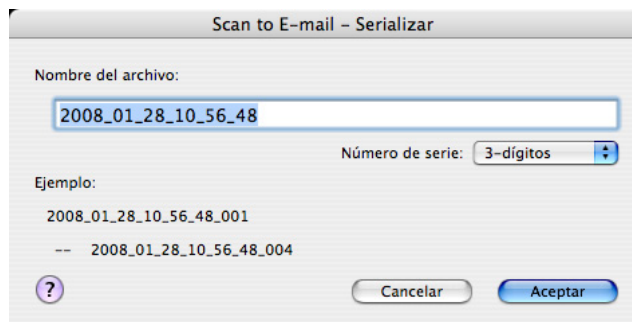 Scan to E-mail – Serializar
Nombre del archivo:
2008_01_28_10_56_48
Número de serie: 3-dígitos
Ejemplo:
2008_01_28_10_56_48_001
-- 2008_01_28_10_56_48_004
? Cancelar Aceptar